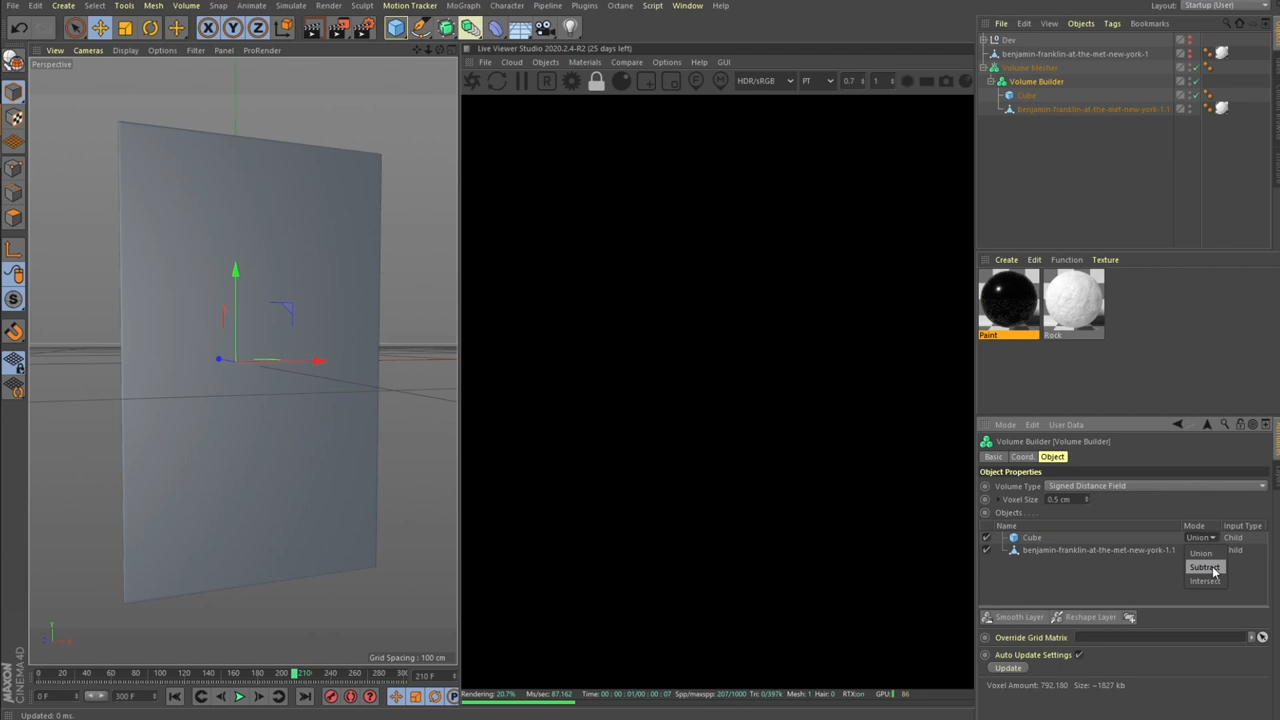 File Edit Create Select Tools Mesh Volume Snap Animate Simulate Render Sculpt Motion Tracker MoGraph Character Pipeline Plugins Octane Script Window Help
Layout: Startup (User)
File Edit View Objects Tags Bookmarks
Dev
benjamin-franklin-at-the-met-new-york-1
Volume Mesher
Volume Builder
Cube
benjamin-franklin-at-the-met-new-york-1.1
View Cameras Display Options Filter Panel ProRender
Perspective
Live Viewer Studio 2020.2.4-R2 (25 days left)
File Cloud Objects Materials Compare Options Help GUI
HDR/sRGB PT 0.7 1
Create Edit Function Texture
Paint Rock
Mode Edit User Data
Volume Builder [Volume Builder]
Basic Coord. Object
Object Properties
Volume Type Signed Distance Field
Voxel Size 0.5 cm
Objects . . . .
Name Mode Input Type
Cube Union Child
benjamin-franklin-at-the-met-new-york-1.1 hild
Union
Subtract
Intersect
Smooth Layer Reshape Layer
Override Grid Matrix
Auto Update Settings
Update
Voxel Amount: 792.180 Size: ~1827 kb
Y
X
Grid Spacing : 100 cm
0 20 40 60 80 100 120 140 160 180 210 220 240 260 280 30 210 F
0 F 300 F
Rendering: 20.7% Ms/sec: 87.162 Time: 00 : 00 : 01/00 : 00 : 07 Spp/maxspp: 207/1000 Tri: 0/397k Mesh: 1 Hair: 0 RTX:on GPU: 86
MAXON CINEMA4D
Updated: 0 ms.